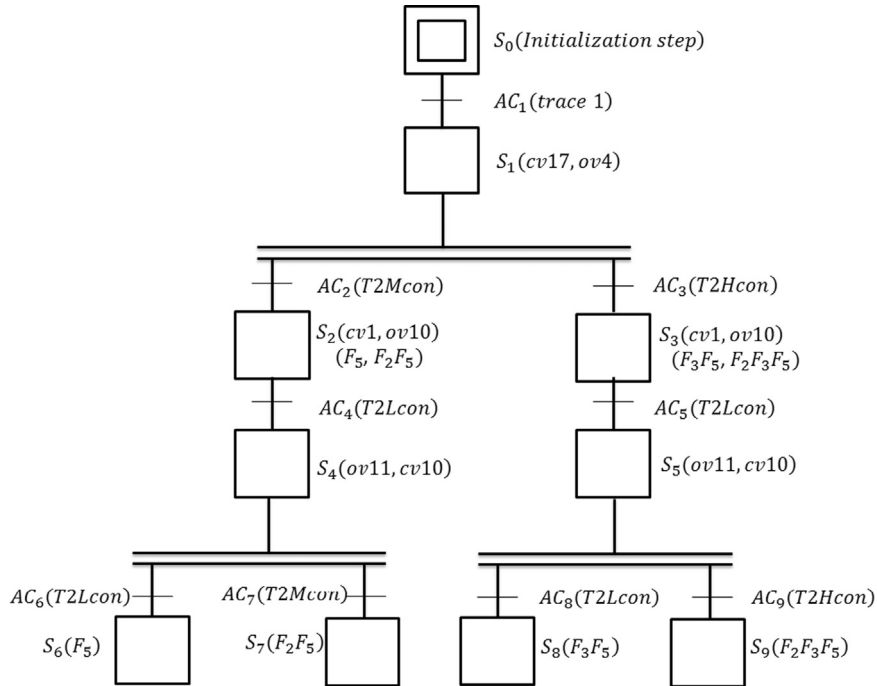 S₀(Initialization step)
AC₁(trace 1)
S₁(cv17, ov4)
AC₂(T2Mcon)
AC₃(T2Hcon)
S₂(cv1, ov10)
(F₅, F₂F₅)
S₃(cv1, ov10)
(F₃F₅, F₂F₃F₅)
AC₄(T2Lcon)
AC₅(T2Lcon)
S₄(ov11, cv10)
S₅(ov11, cv10)
AC₆(T2Lcon)
AC₇(T2Mcon)
AC₈(T2Lcon)
AC₉(T2Hcon)
S₆(F₅)
S₇(F₂F₅)
S₈(F₃F₅)
S₉(F₂F₃F₅)